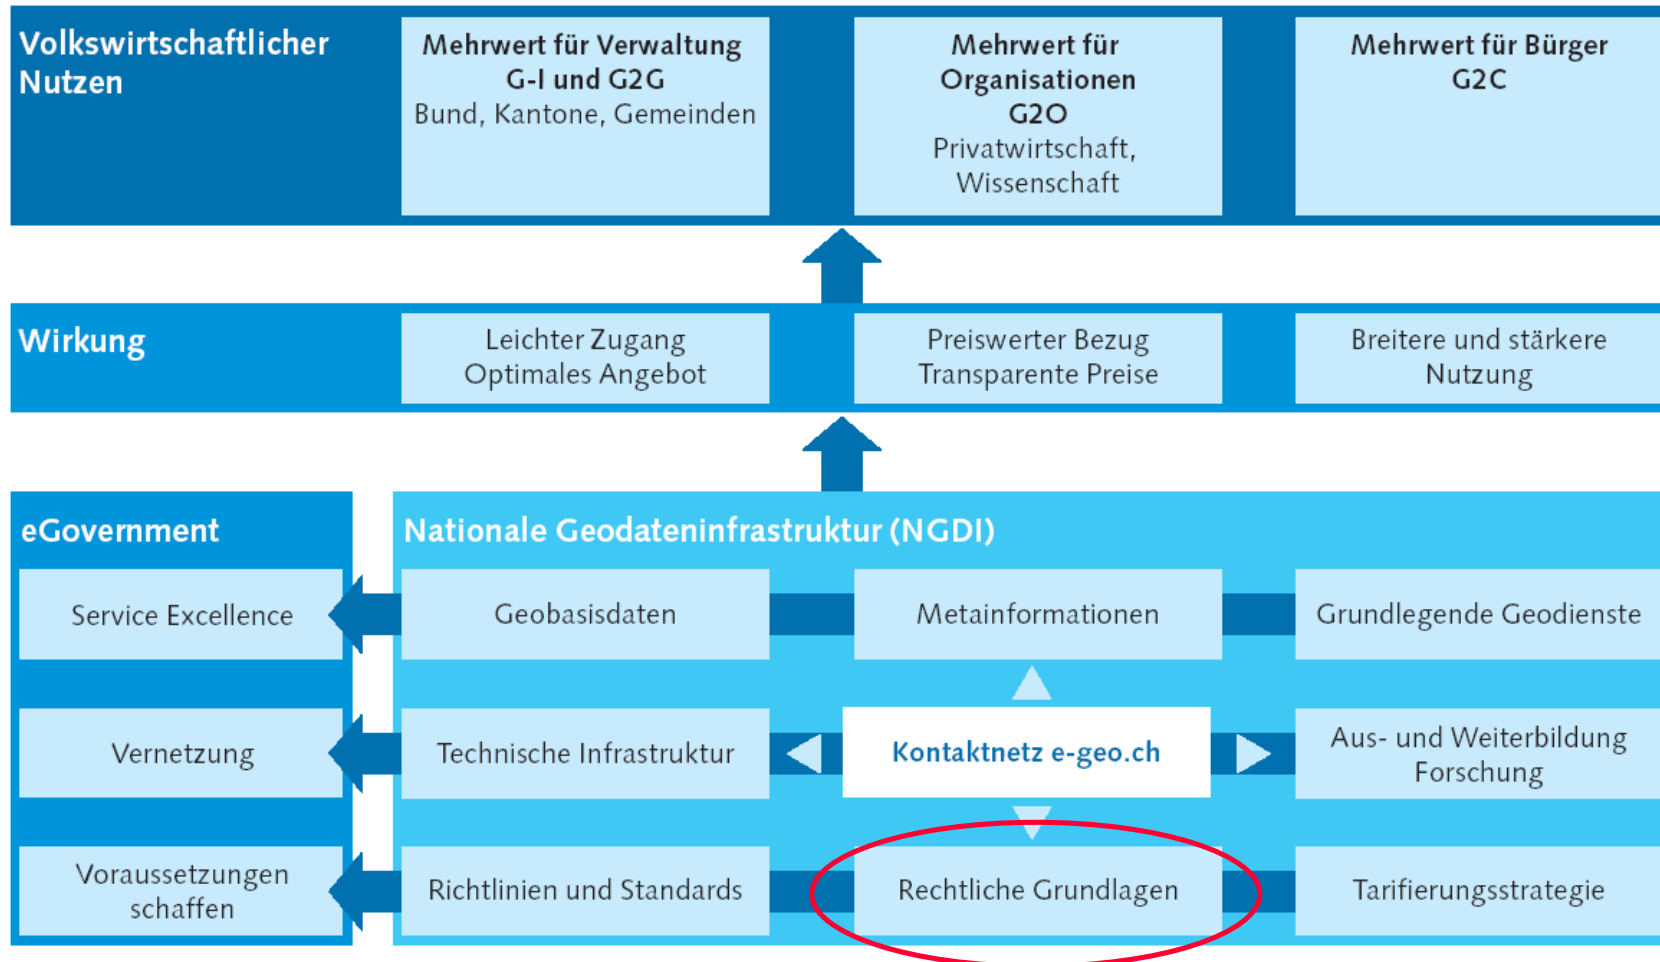 Volkswirtschaftlicher
Nutzen
Mehrwert für Verwaltung
G-I und G2G
Bund, Kantone, Gemeinden
Mehrwert für
Organisationen
G2O
Privatwirtschaft,
Wissenschaft
Mehrwert für Bürger
G2C
Wirkung
Leichter Zugang
Optimales Angebot
Preiswerter Bezug
Transparente Preise
Breitere und stärkere
Nutzung
eGovernment
Service Excellence
Vernetzung
Voraussetzungen
schaffen
Nationale Geodateninfrastruktur (NGDI)
Geobasisdaten
Metainformationen
Grundlegende Geodienste
Technische Infrastruktur
Kontaktnetz e-geo.ch
Aus- und Weiterbildung
Forschung
Richtlinien und Standards
Rechtliche Grundlagen
Tarifierungsstrategie